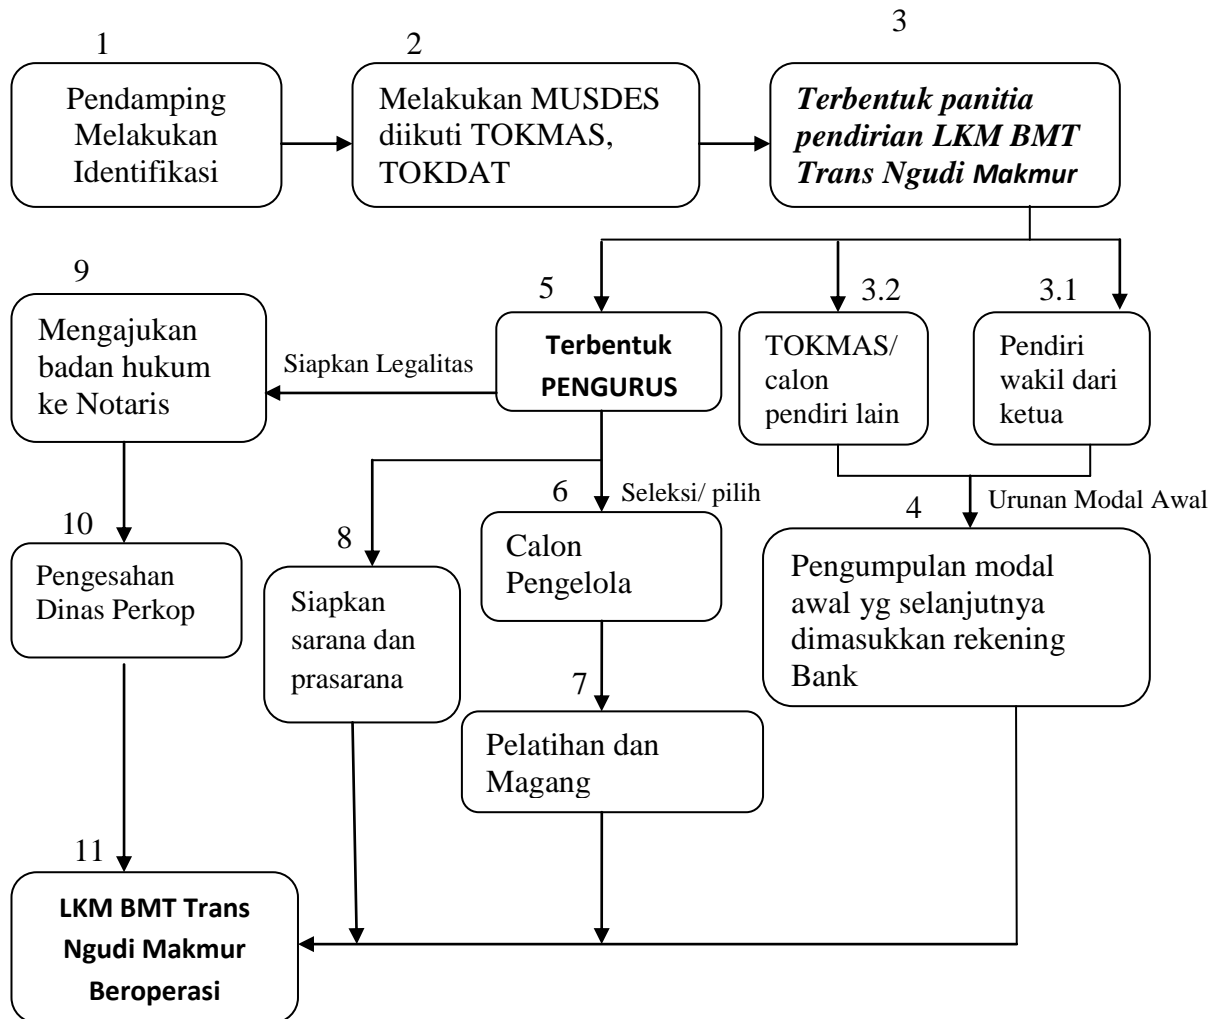 1
Pendamping
Melakukan
Identifikasi
2
Melakukan MUSDES
diikuti TOKMAS,
TOKDAT
3
Terbentuk panitia
pendirian LKM BMT
Trans Ngudi Makmur
3.1
Pendiri
wakil dari
ketua
3.2
TOKMAS/
calon
pendiri lain
Urunan Modal Awal
4
Pengumpulan modal
awal yg selanjutnya
dimasukkan rekening
Bank
5
Terbentuk
PENGURUS
Seleksi/ pilih
6
Calon
Pengelola
7
Pelatihan dan
Magang
8
Siapkan
sarana dan
prasarana
Siapkan Legalitas
9
Mengajukan
badan hukum
ke Notaris
10
Pengesahan
Dinas Perkop
11
LKM BMT Trans
Ngudi Makmur
Beroperasi